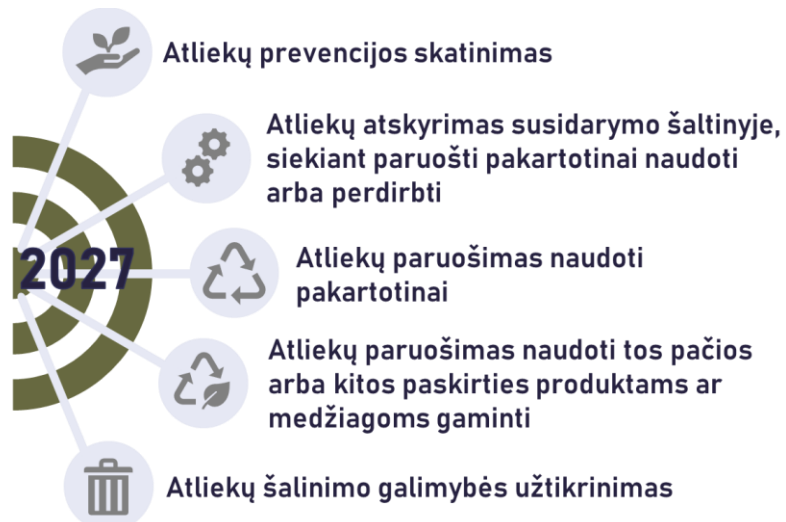 Atliekų prevencijos skatinimas
Atliekų atskyrimas susidarymo šaltinyje,
siekiant paruošti pakartotinai naudoti
arba perdirbti
2027
Atliekų paruošimas naudoti
pakartotinai
Atliekų paruošimas naudoti tos pačios
arba kitos paskirties produktams ar
medžiagoms gaminti
Atliekų šalinimo galimybės užtikrinimas